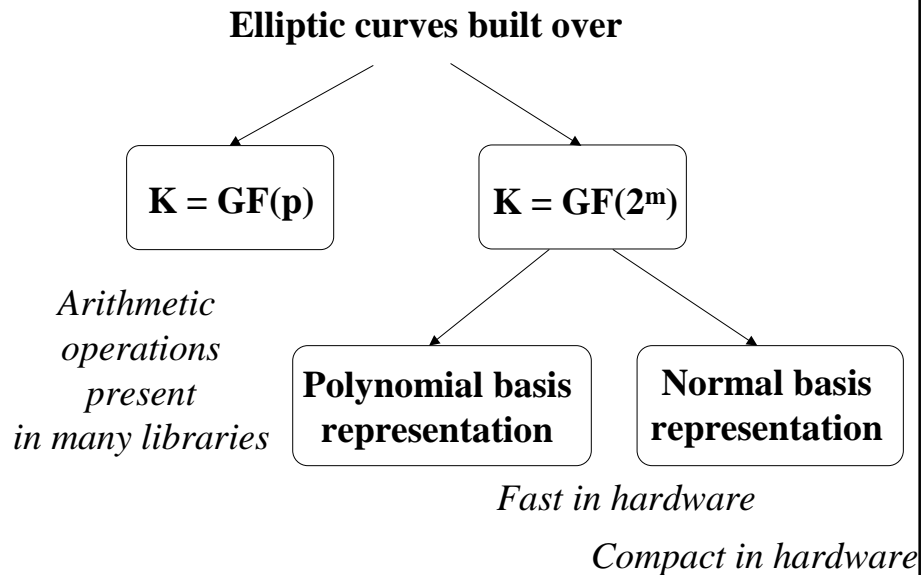 Elliptic curves built over
K = GF(p)
K = GF(2ᵐ)
Arithmetic
operations
present
in many libraries
Polynomial basis
representation
Normal basis
representation
Fast in hardware
Compact in hardware